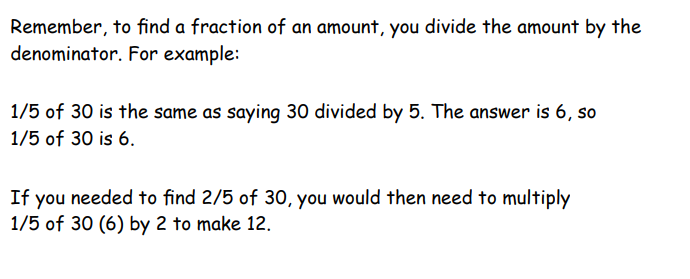 Remember, to find a fraction of an amount, you divide the amount by the
denominator. For example:
1/5 of 30 is the same as saying 30 divided by 5. The answer is 6, so
1/5 of 30 is 6.
If you needed to find 2/5 of 30, you would then need to multiply
1/5 of 30 (6) by 2 to make 12.